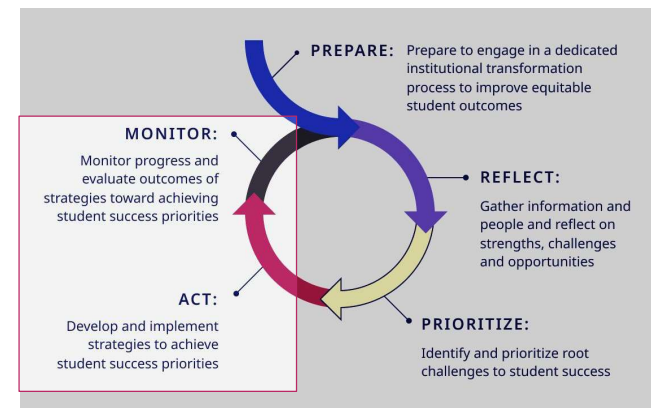 PREPARE:
Prepare to engage in a dedicated
institutional transformation
process to improve equitable
student outcomes
REFLECT:
Gather information and
people and reflect on
strengths, challenges
and opportunities
PRIORITIZE:
Identify and prioritize root
challenges to student success
ACT:
Develop and implement
strategies to achieve
student success priorities
MONITOR:
Monitor progress and
evaluate outcomes of
strategies toward achieving
student success priorities